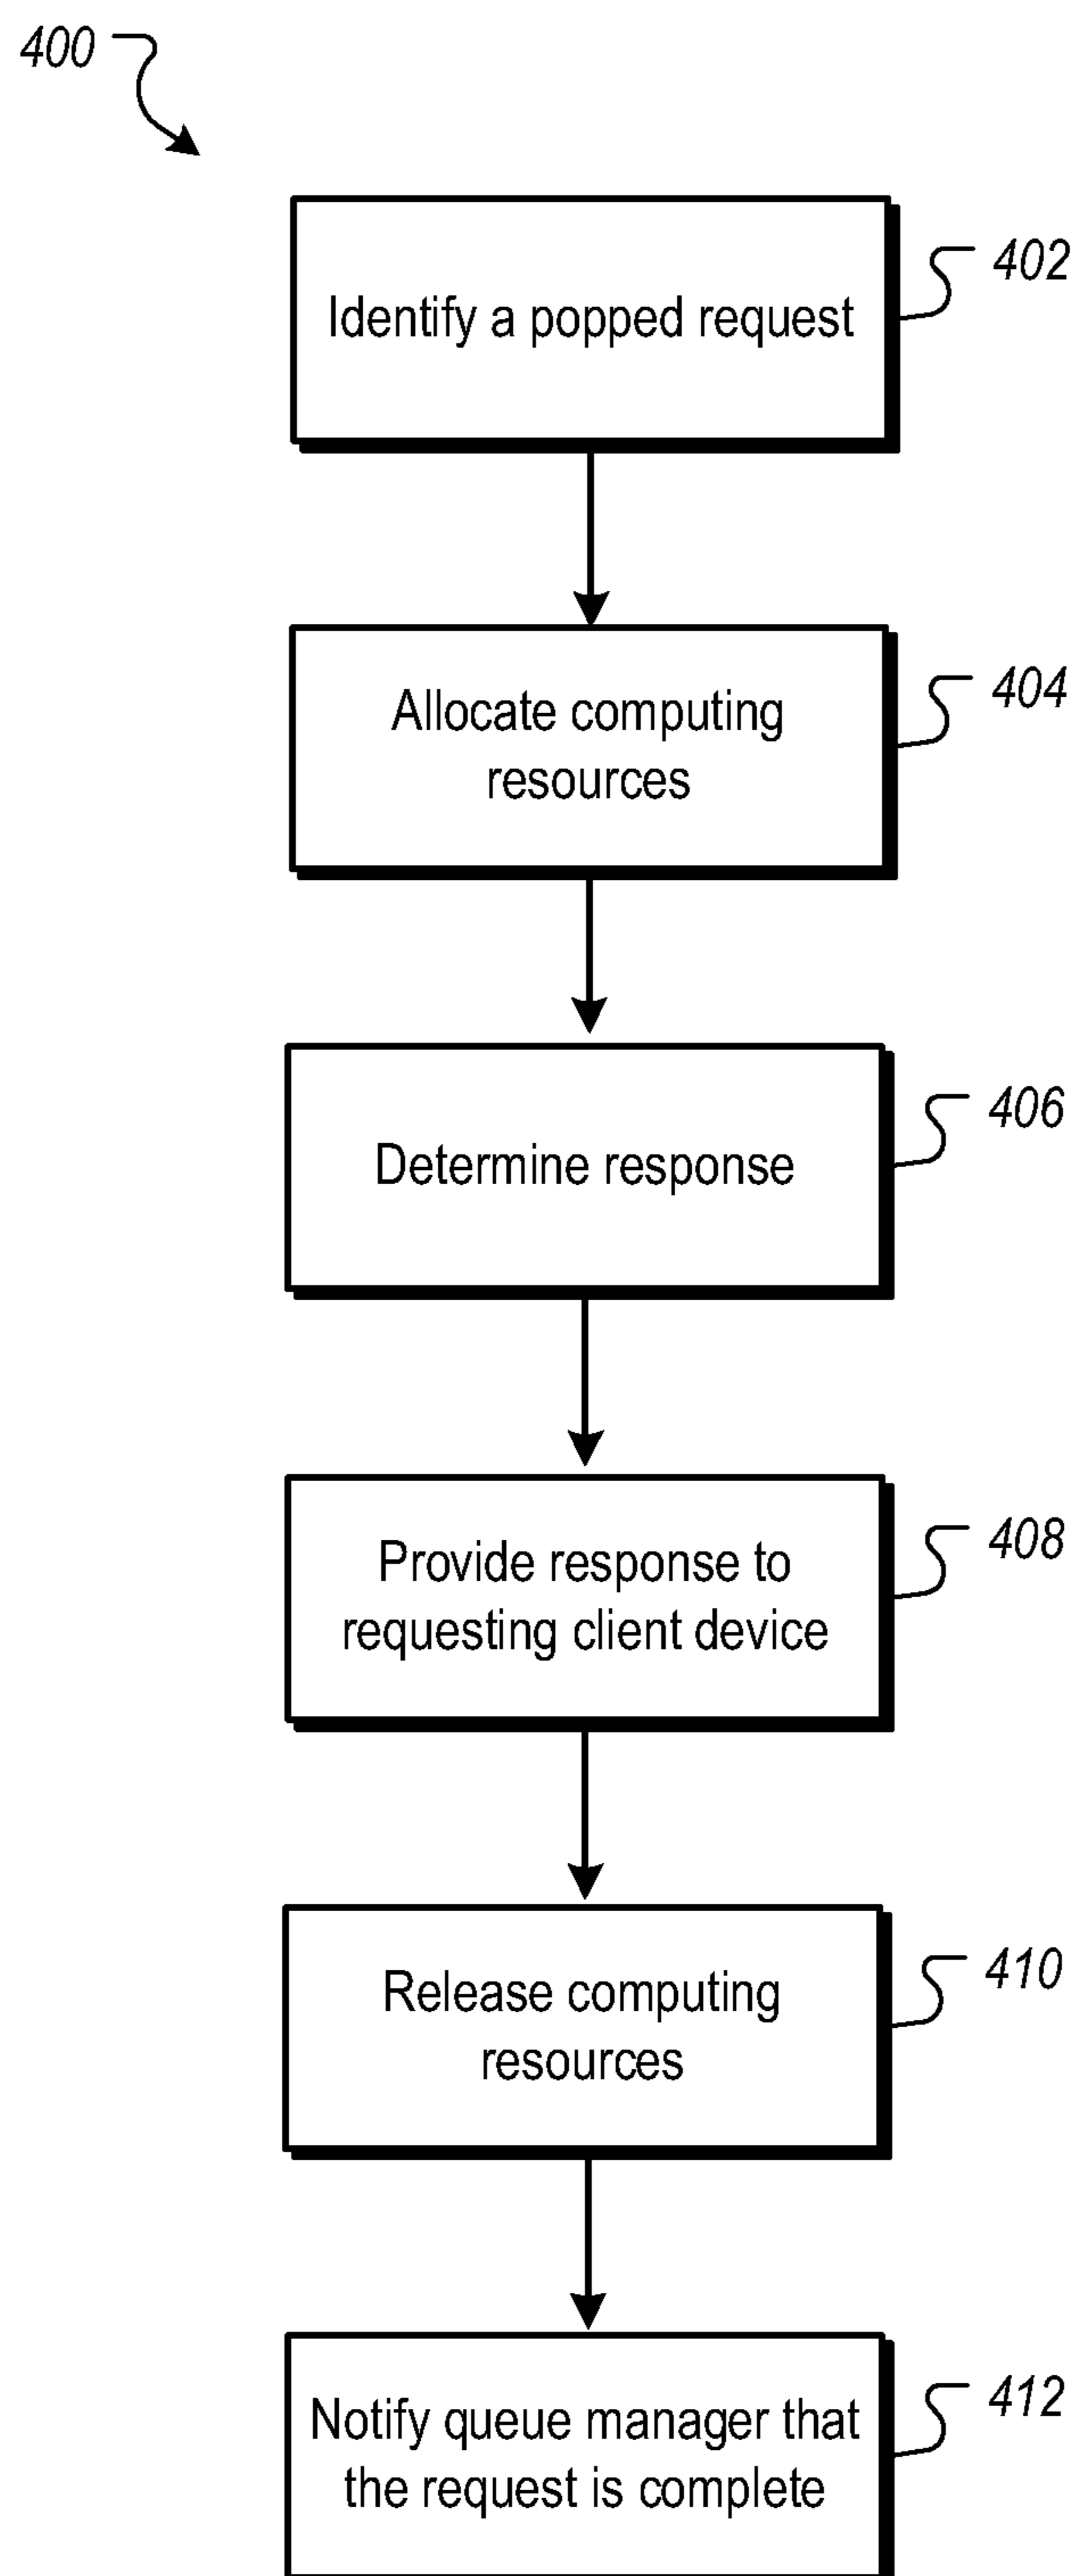 400
Identify a popped request
402
Allocate computing
resources
404
Determine response
406
Provide response to
requesting client device
408
Release computing
resources
410
Notify queue manager that
the request is complete
412